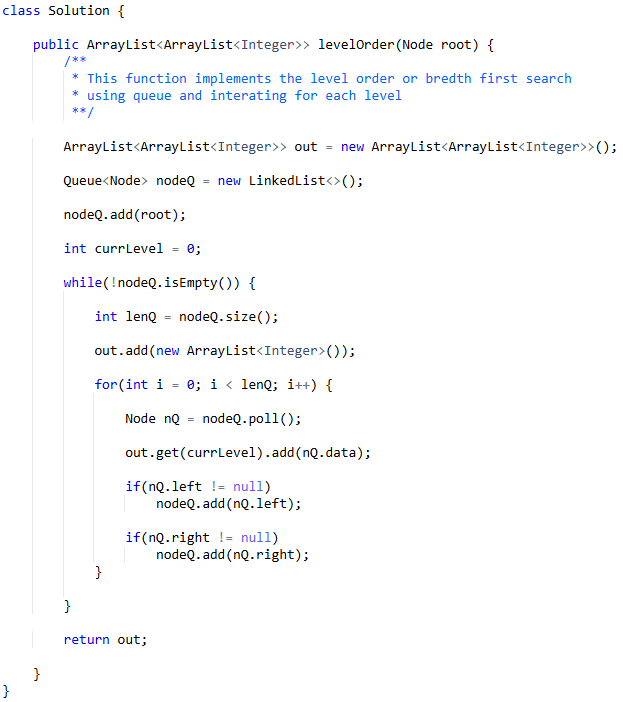 class Solution {
public ArrayList<ArrayList<Integer>> levelOrder(Node root) {
/**
* This function implements the level order or bredth first search
* using queue and interating for each level
**/
ArrayList<ArrayList<Integer>> out = new ArrayList<ArrayList<Integer>>();
Queue<Node> nodeQ = new LinkedList<>();
nodeQ.add(root);
int currLevel = 0;
while(!nodeQ.isEmpty()) {
int lenQ = nodeQ.size();
out.add(new ArrayList<Integer>());
for(int i = 0; i < lenQ; i++) {
Node nQ = nodeQ.poll();
out.get(currLevel).add(nQ.data);
if(nQ.left != null)
nodeQ.add(nQ.left);
if(nQ.right != null)
nodeQ.add(nQ.right);
}
}
return out;
}
}